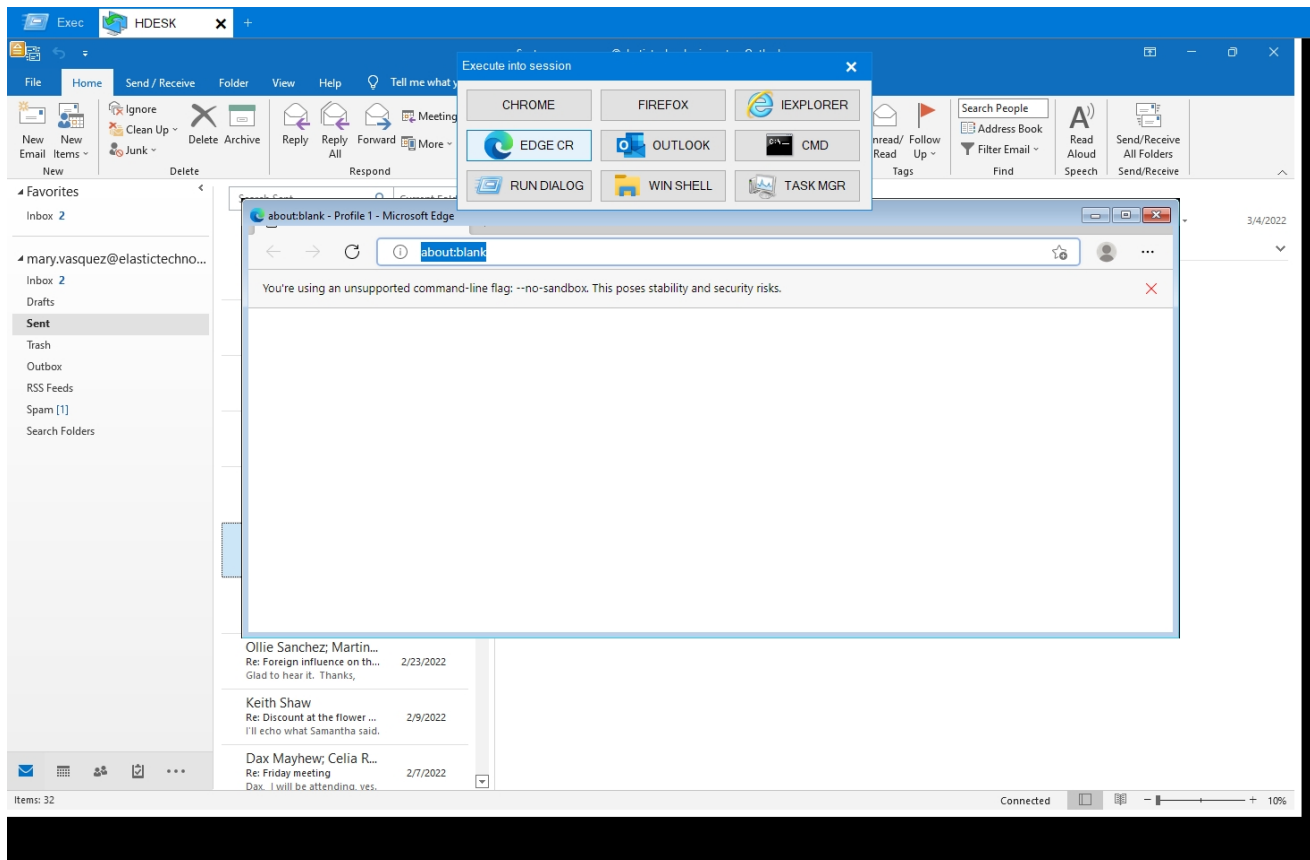 Exec HDESK
Execute into session
File Home Send / Receive Folder View Help Tell me what y
CHROME FIREFOX IEXPLORER
EDGE CR OUTLOOK CMD
RUN DIALOG WIN SHELL TASK MGR
New Email
New Items
New
Ignore
Clean Up
Junk
Delete Archive
Delete
Reply Reply All Forward
Meeting
More
Respond
nread/ Read
Follow Up
Tags
Search People
Address Book
Filter Email
Find
Read Aloud
Speech
Send/Receive All Folders
Send/Receive
Favorites
Inbox 2
mary.vasquez@elastictechno...
Inbox 2
Drafts
Sent
Trash
Outbox
RSS Feeds
Spam [1]
Search Folders
3/4/2022
about:blank - Profile 1 - Microsoft Edge
about:blank
You're using an unsupported command-line flag: --no-sandbox. This poses stability and security risks.
Ollie Sanchez; Martin...
Re: Foreign influence on th... 2/23/2022
Glad to hear it. Thanks,
Keith Shaw
Re: Discount at the flower ... 2/9/2022
I'll echo what Samantha said.
Dax Mayhew; Celia R...
Re: Friday meeting 2/7/2022
Dax, I will be attending, yes.
Items: 32
Connected
10%